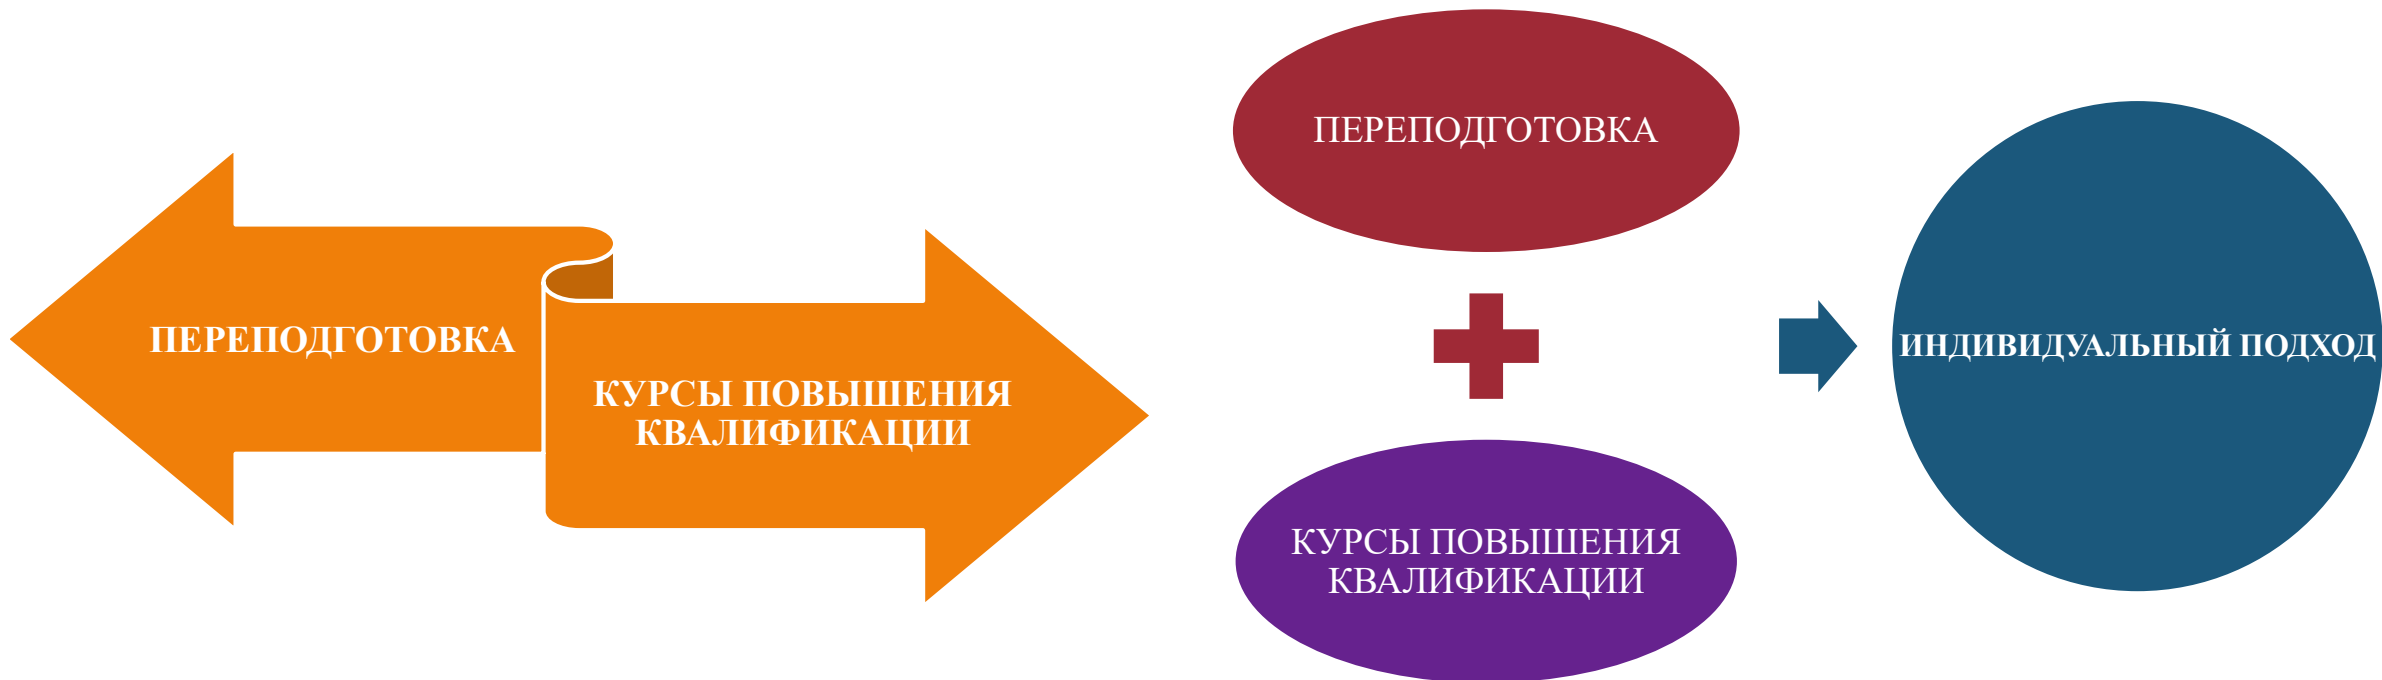 ПЕРЕПОДГОТОВКА
КУРСЫ ПОВЫШЕНИЯ
КВАЛИФИКАЦИИ
ПЕРЕПОДГОТОВКА
КУРСЫ ПОВЫШЕНИЯ
КВАЛИФИКАЦИИ
ИНДИВИДУАЛЬНЫЙ ПОДХОД